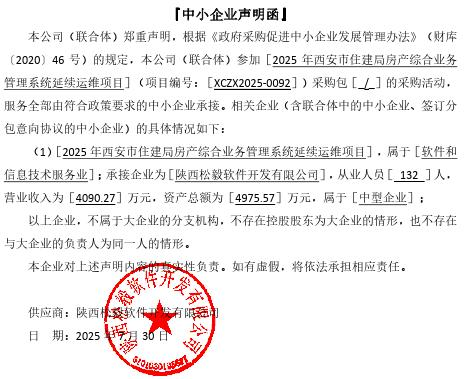 『中小企业声明函』
本公司（联合体）郑重声明，根据《政府采购促进中小企业发展管理办法》（财库
〔2020〕46 号）的规定，本公司（联合体）参加［2025 年西安市住建局房产综合业务
管理系统延续运维项目］（项目编号：［XCZX2025-0092］）采购包［ / ］的采购活动，
服务全部由符合政策要求的中小企业承接。相关企业（含联合体中的中小企业、签订分
包意向协议的中小企业）的具体情况如下：
（1）［2025 年西安市住建局房产综合业务管理系统延续运维项目］，属于［软件和
信息技术服务业］；承接企业为［陕西松毅软件开发有限公司］，从业人员［ 132 ］人，
营业收入为［4090.27］万元，资产总额为［4975.57］万元，属于［中型企业］；
以上企业，不属于大企业的分支机构，不存在控股股东为大企业的情形，也不存在
与大企业的负责人为同一人的情形。
本企业对上述声明内容的真实性负责。如有虚假，将依法承担相应责任。
供应商：陕西松毅软件开发有限公司
日　期：2025 年 7 月 30 日
陕西松毅软件开发有限公司